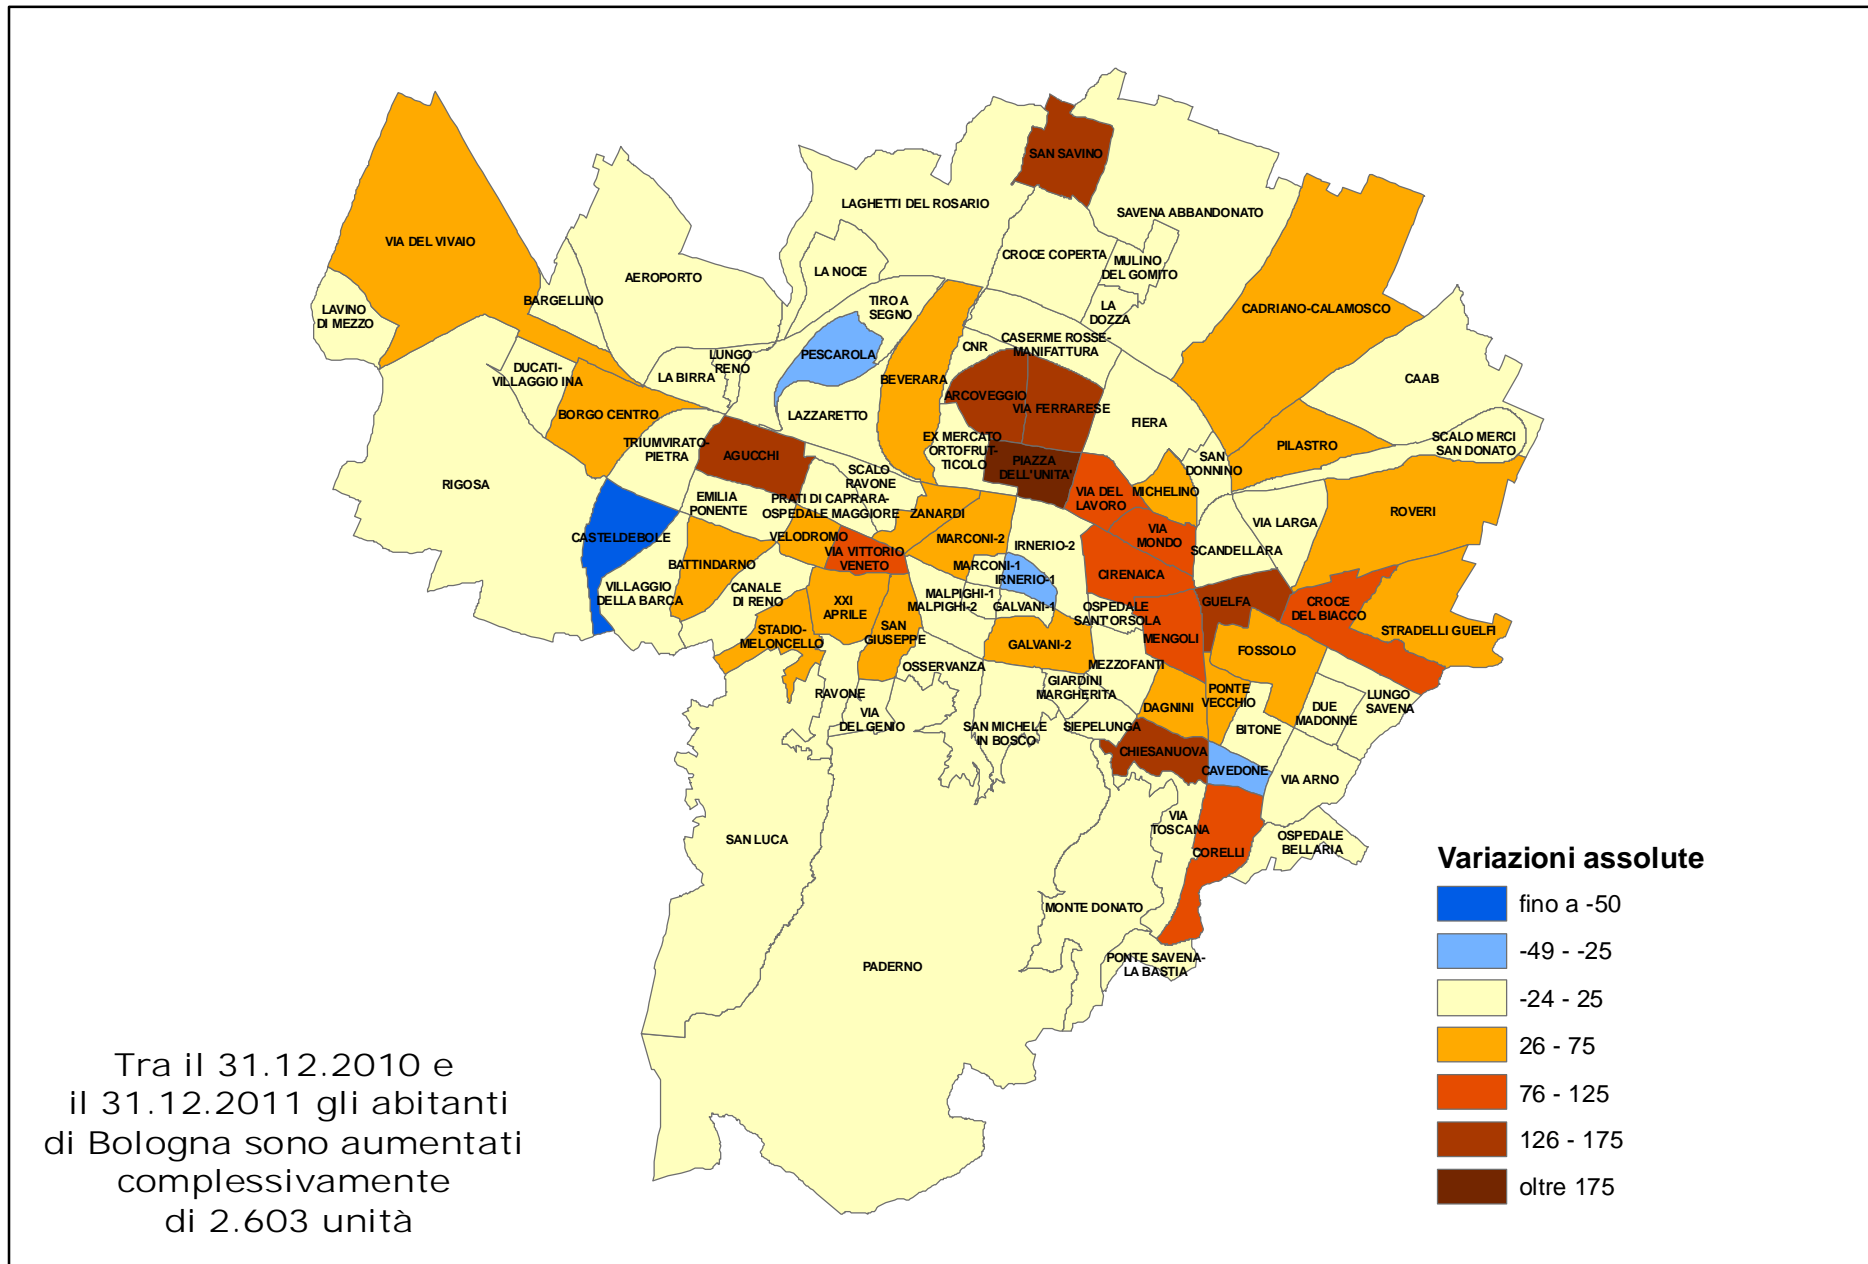 SAN SAVINO
LAGHETTI DEL ROSARIO
SAVENA ABBANDONATO
VIA DEL VIVAIO
CROCE COPERTA
MULINO
DEL GOMITO
LA NOCE
AEROPORTO
BARGELLINO
LAVINO
DI MEZZO
TIRO A
SEGNO
LA
DOZZA
CADRIANO-CALAMOSCO
CASERME ROSSE-
MANIFATTURA
CNR
PESCAROLA
LUNGO
RENO
LA BIRRA
DUCATI-
VILLAGGIO INA
BEVERARA
CAAB
ARCOVEGGIO
VIA FERRARESE
BORGO CENTRO
LAZZARETTO
FIERA
TRIUMVIRATO-
PIETRA
AGUCCHI
EX MERCATO
ORTOFRUT-
TICOLO
PIAZZA
DELL'UNITA'
SAN
DONNINO
PILASTRO
SCALO MERCI
SAN DONATO
RIGOSA
SCALO
RAVONE
EMILIA
PONENTE
PRATI DI CAPRARA-
OSPEDALE MAGGIORE
VIA DEL
LAVORO
MICHELINO
ZANARDI
ROVERI
VIA LARGA
CASTELDEBOLE
VELODROMO
VIA VITTORIO
VENETO
MARCONI-2
IRNERIO-2
VIA
MONDO
SCANDELLARA
BATTINDARNO
MARCONI-1
IRNERIO-1
CIRENAICA
VILLAGGIO
DELLA BARCA
CANALE
DI RENO
XXI
APRILE
MALPIGHI-1
MALPIGHI-2
GALVANI-1
OSPEDALE
SANT'ORSOLA
GUELFA
CROCE
DEL BIACCO
STADIO-
MELONCELLO
SAN
GIUSEPPE
GALVANI-2
MENGOLI
STRADELLI GUELFI
FOSSOLO
OSSERVANZA
MEZZOFANTI
GIARDINI
MARGHERITA
RAVONE
VIA
DEL GENIO
SAN MICHELE
IN BOSCO
SIEPELUNGA
DAGNINI
PONTE
VECCHIO
BITONE
DUE
MADONNE
LUNGO
SAVENA
CHIESANUOVA
CAVEDONE
VIA ARNO
SAN LUCA
VIA
TOSCANA
CORELLI
OSPEDALE
BELLARIA
MONTE DONATO
PADERNO
PONTE SAVENA-
LA BASTIA
Variazioni assolute
fino a -50
-49 - -25
-24 - 25
26 - 75
76 - 125
126 - 175
oltre 175
Tra il 31.12.2010 e
il 31.12.2011 gli abitanti
di Bologna sono aumentati
complessivamente
di 2.603 unità